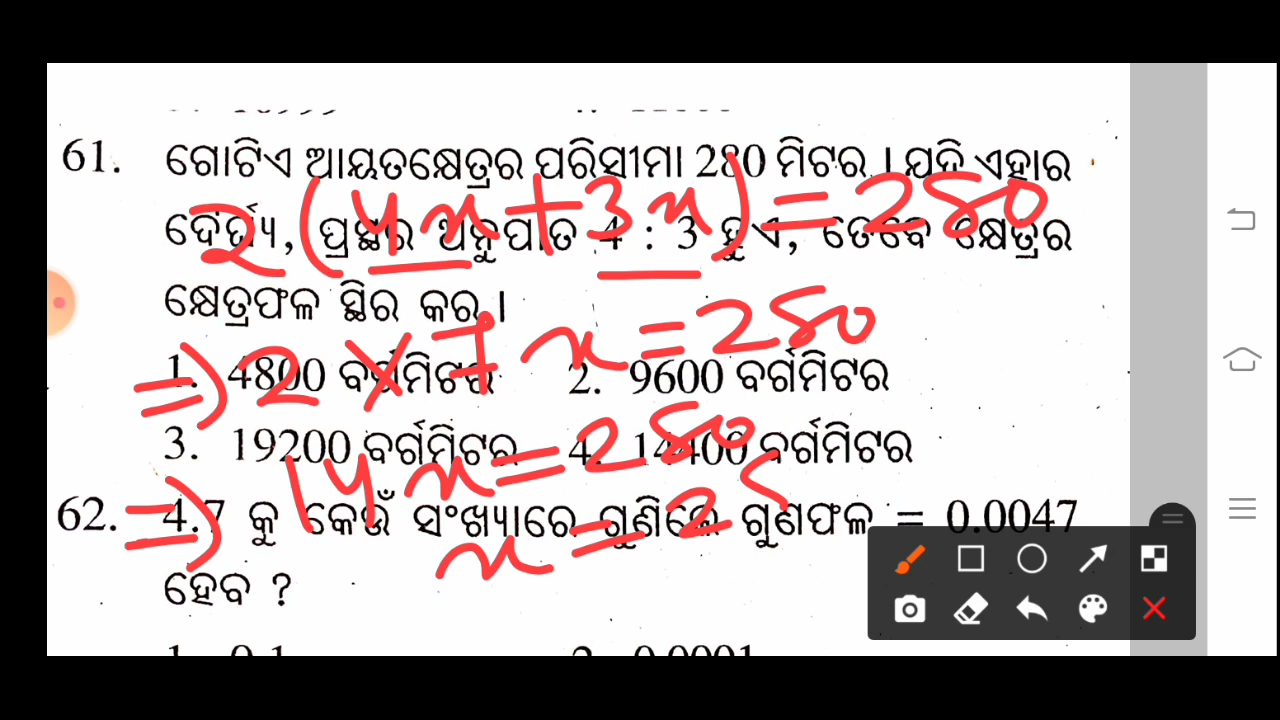 61. ଗୋଟିଏ ଆୟତକ୍ଷେତ୍ରର ପରିସୀମା 280 ମିଟର । ଯଦି ଏହାର
2(4x+3x)=280
ଦୈର୍ଘ୍ୟ, ପ୍ରସ୍ଥର ଅନୁପାତ 4 : 3 ହୁଏ, ତେବେ କ୍ଷେତ୍ରର
କ୍ଷେତ୍ରଫଳ ସ୍ଥିର କର ।
⇒) 2×7x=280
1. 4800 ବର୍ଗମିଟର 2. 9600 ବର୍ଗମିଟର
3. 19200 ବର୍ଗମିଟର 4. 14400 ବର୍ଗମିଟର
⇒) 14x=280
62. 4.7 କୁ କେଉଁ ସଂଖ୍ୟାରେ ଗୁଣିଲେ ଗୁଣଫଳ = 0.0047
x=2
ହେବ ?